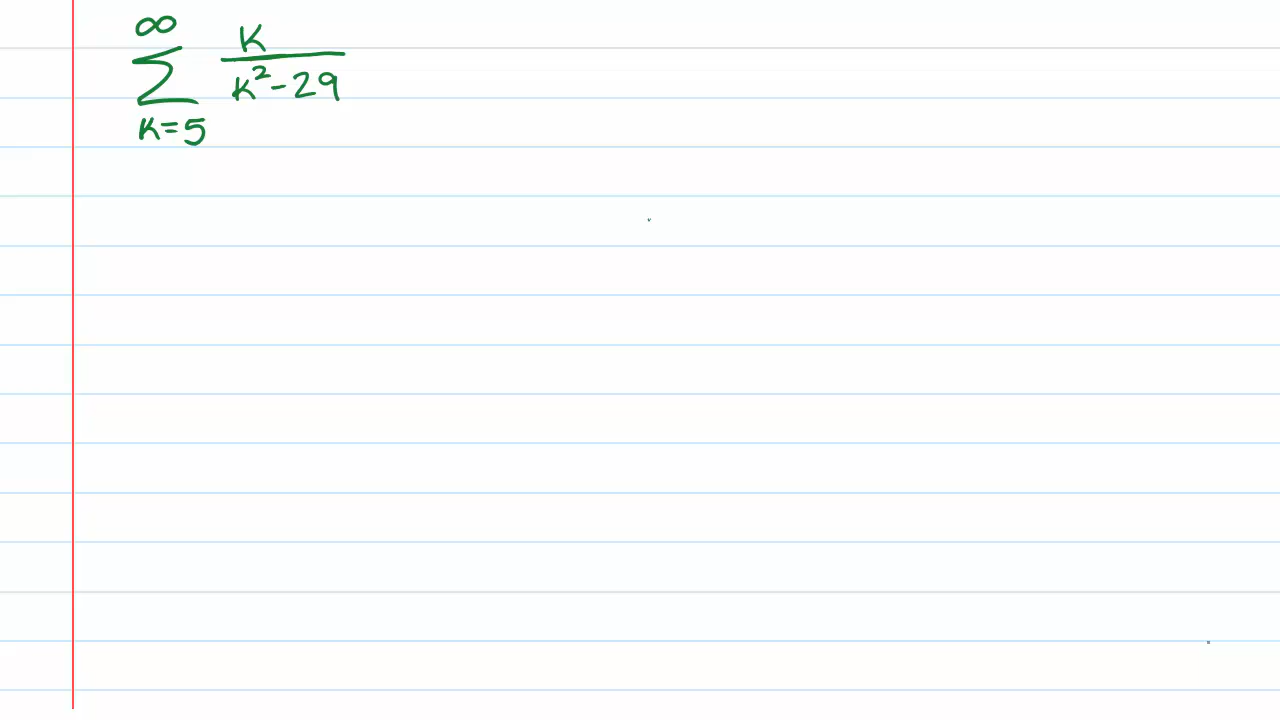 ∞
∑ K / (K² - 29)
K = 5